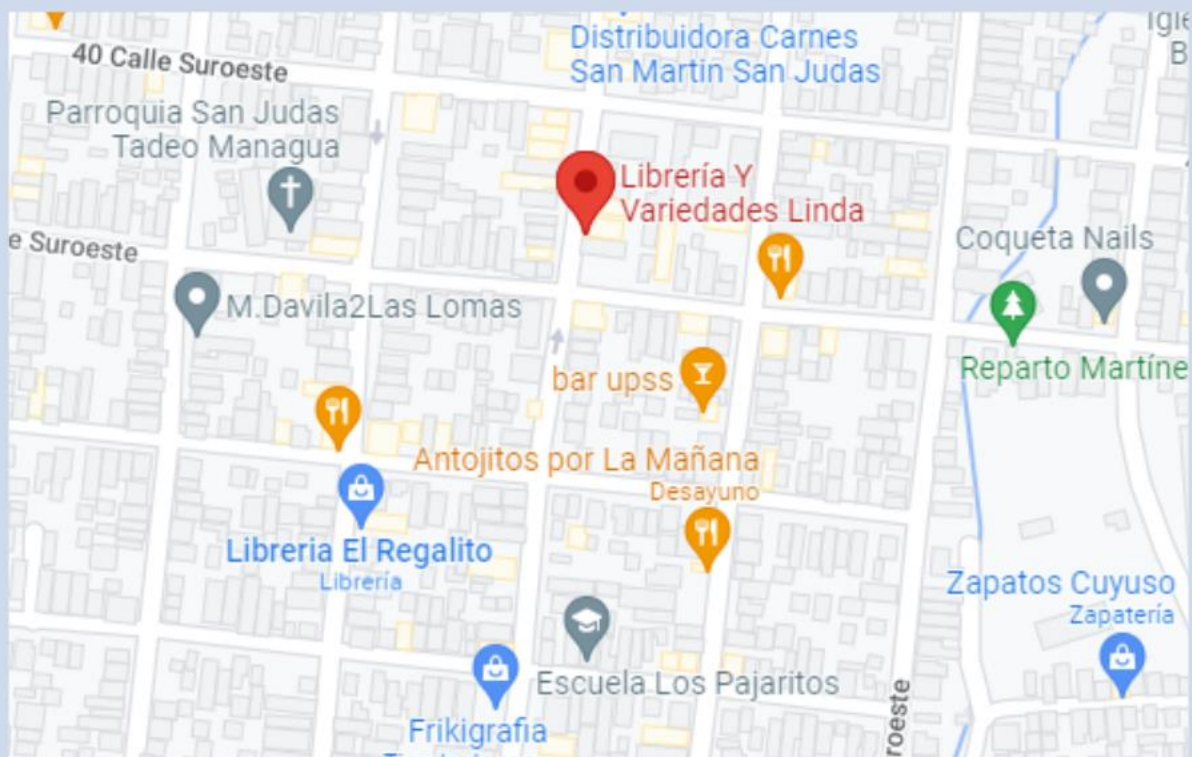 Distribuidora Carnes
San Martin San Judas
40 Calle Suroeste
Parroquia San Judas
Tadeo Managua
Librería Y
Variedades Linda
e Suroeste
Coqueta Nails
M.Davila2Las Lomas
Reparto Martíne
bar upss
Antojitos por La Mañana
Desayuno
Libreria El Regalito
Librería
Zapatos Cuyuso
Zapatería
Escuela Los Pajaritos
roeste
Frikigrafia